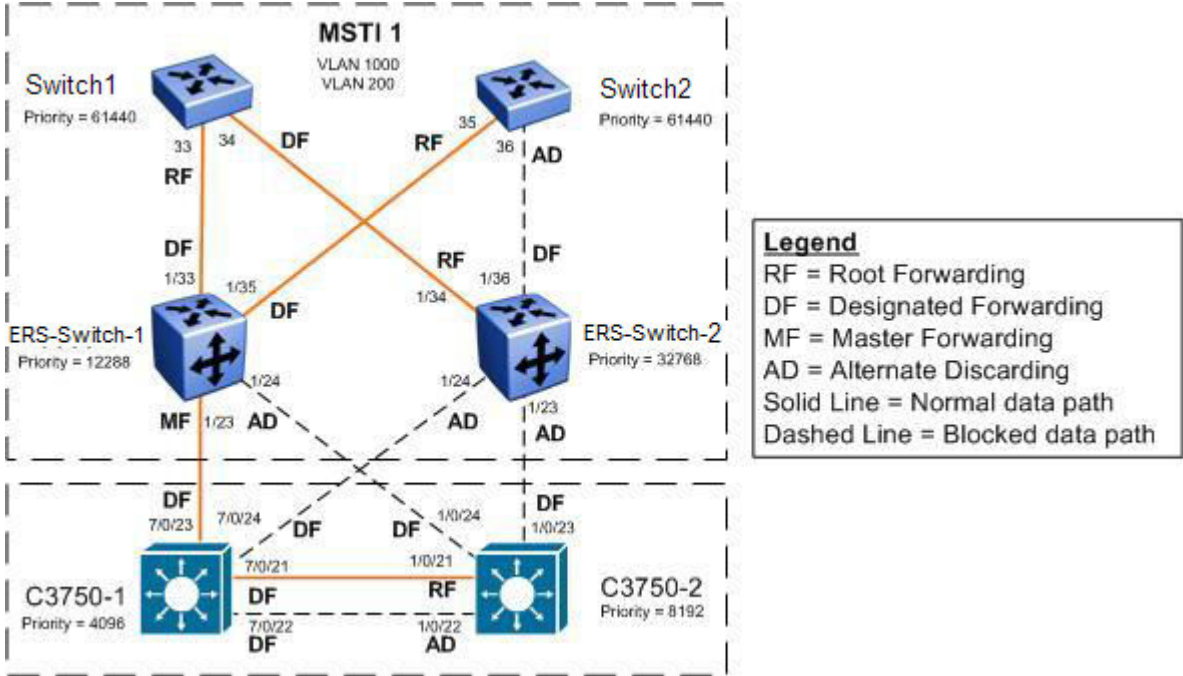 MSTI 1
VLAN 1000
VLAN 200
Switch1
Priority = 61440
Switch2
Priority = 61440
33
34
DF
RF
35
36
AD
RF
DF
RF
DF
1/33
1/35
DF
1/34
1/36
ERS-Switch-1
Priority = 12288
ERS-Switch-2
Priority = 32768
1/24
1/24
MF
1/23
AD
AD
1/23
AD
DF
7/0/23
7/0/24
DF
DF
1/0/24
DF
1/0/23
7/0/21
1/0/21
C3750-1
Priority = 4096
DF
RF
C3750-2
Priority = 8192
7/0/22
DF
1/0/22
AD
Legend
RF = Root Forwarding
DF = Designated Forwarding
MF = Master Forwarding
AD = Alternate Discarding
Solid Line = Normal data path
Dashed Line = Blocked data path